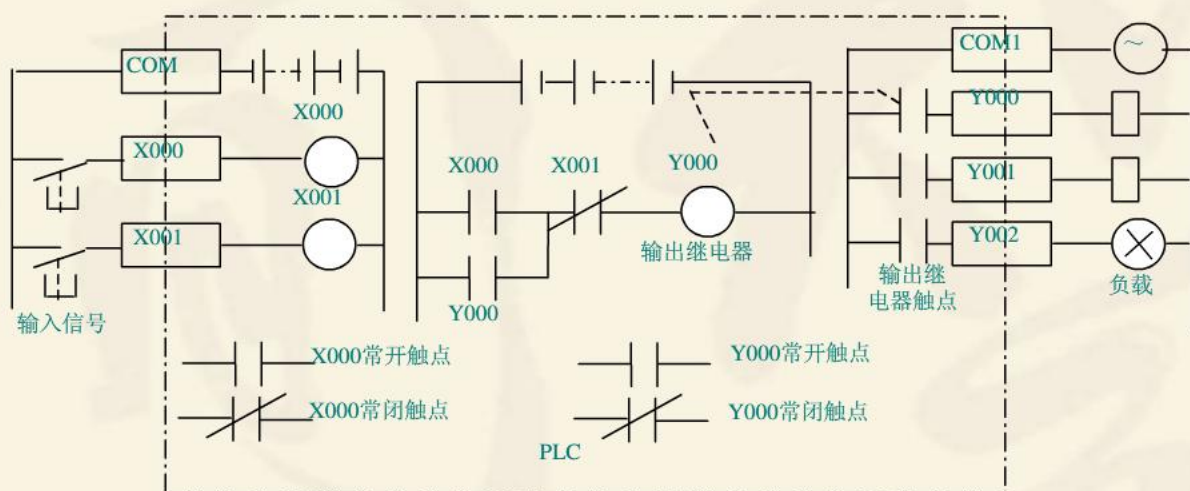 COM
X000
X000
X001
X001
输入信号
X000
X001
Y000
输出继电器
Y000
COM1
~
Y000
Y001
Y002
输出继
电器触点
负载
X000常开触点
X000常闭触点
Y000常开触点
Y000常闭触点
PLC